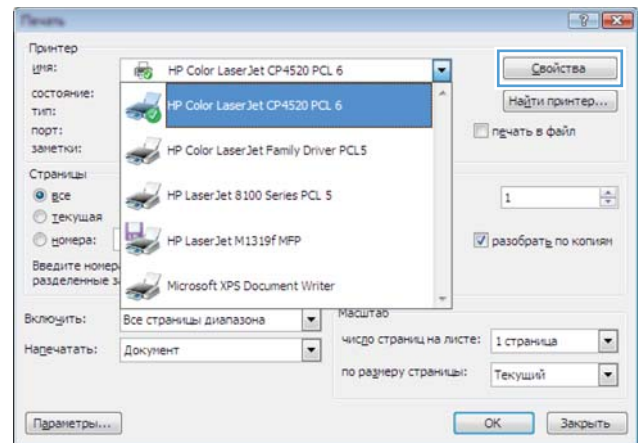 Печать
Принтер
имя: HP Color LaserJet CP4520 PCL 6 Свойства
состояние: HP Color LaserJet CP4520 PCL 6 Найти принтер...
тип:
порт: HP Color LaserJet Family Driver PCL5 печать в файл
заметки:
Страницы
все HP LaserJet 8100 Series PCL 5 1
текущая
номера: HP LaserJet M1319f MFP разобрать по копиям
Введите
разделенные Microsoft XPS Document Writer
Включить: Все страницы диапазона Масштаб
число страниц на листе: 1 страница
Напечатать: Документ
по размеру страницы: Текущий
Параметры... OK Закрыть